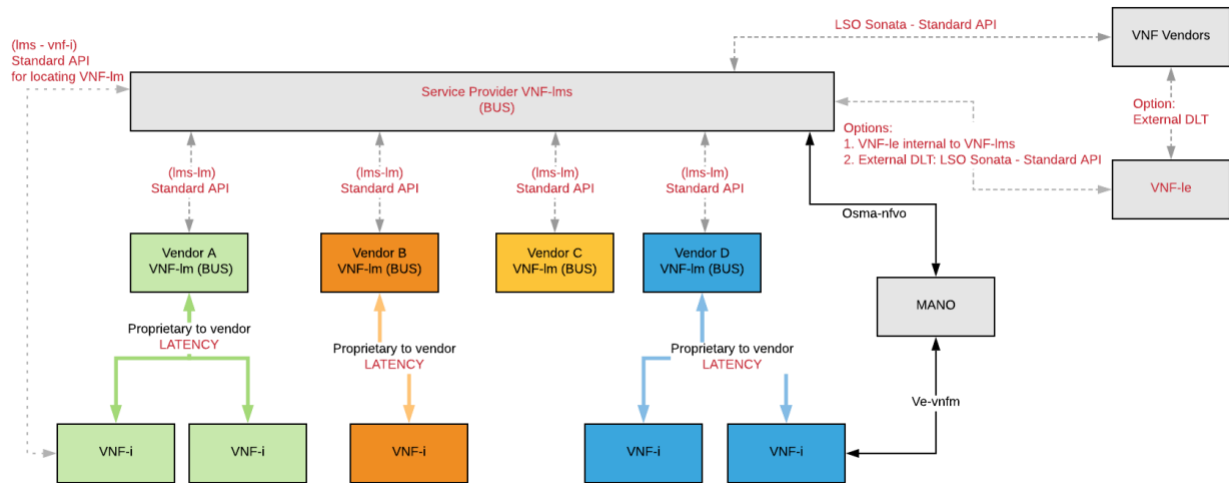 LSO Sonata - Standard API
VNF Vendors
(lms - vnf-i)
Standard API
for locating VNF-lm
Service Provider VNF-lms
(BUS)
Option:
External DLT
Options:
1. VNF-le internal to VNF-lms
2. External DLT: LSO Sonata - Standard API
(lms-lm)
Standard API
(lms-lm)
Standard API
(lms-lm)
Standard API
(lms-lm)
Standard API
VNF-le
Osma-nfvo
Vendor A
VNF-lm (BUS)
Vendor B
VNF-lm (BUS)
Vendor C
VNF-lm (BUS)
Vendor D
VNF-lm (BUS)
MANO
Proprietary to vendor
LATENCY
Proprietary to vendor
LATENCY
Proprietary to vendor
LATENCY
Ve-vnfm
VNF-i
VNF-i
VNF-i
VNF-i
VNF-i